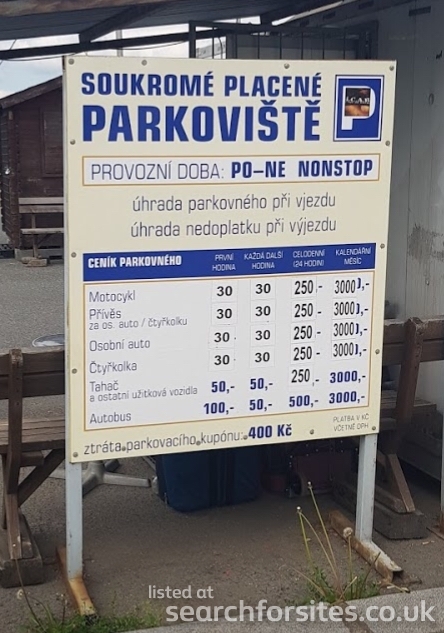 SOUKROMÉ PLACENÉ
PARKOVIŠTĚ
P
PROVOZNÍ DOBA: PO–NE NONSTOP
úhrada parkovného při vjezdu
úhrada nedoplatku při výjezdu
CENÍK PARKOVNÉHO PRVNÍ HODINA KAŽDÁ DALŠÍ HODINA CELODENNÍ (24 HODIN) KALENDÁŘNÍ MĚSÍC
Motocykl 30 30 250,- 3000,-
Přívěs za os. auto / čtyřkolku 30 30 250,- 3000,-
Osobní auto 30 30 250,- 3000,-
Čtyřkolka 30 30 250,- 3000,-
Tahač a ostatní užitková vozidla 50,- 50,- 250,- 3000,-
Autobus 100,- 50,- 500,- 3000,-
ztráta parkovacího kupónu: 400 Kč
PLATBA V KČ
VČETNĚ DPH
listed at
searchforsites.co.uk